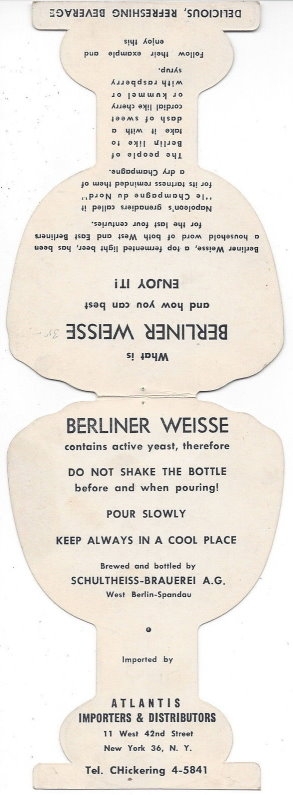 What is
BERLINER WEISSE
and how you can best
ENJOY IT!
Berliner Weisse, a top fermented light beer, has been
a household word of both West and East Berliners
for the last four centuries.
Napoleon's grenadiers called it
"le Champagne du Nord"
for its tartness reminded them of
a dry Champagne.
The people of
Berlin like to
take it with a
dash of sweet
cordial like cherry
or kummel or
with raspberry
syrup.
Follow their example and
enjoy this
DELICIOUS, REFRESHING BEVERAGE
BERLINER WEISSE
contains active yeast, therefore
DO NOT SHAKE THE BOTTLE
before and when pouring!
POUR SLOWLY
KEEP ALWAYS IN A COOL PLACE
Brewed and bottled by
SCHULTHEISS-BRAUEREI A.G.
West Berlin-Spandau
Imported by
ATLANTIS
IMPORTERS & DISTRIBUTORS
11 West 42nd Street
New York 36, N. Y.
Tel. CHickering 4-5841